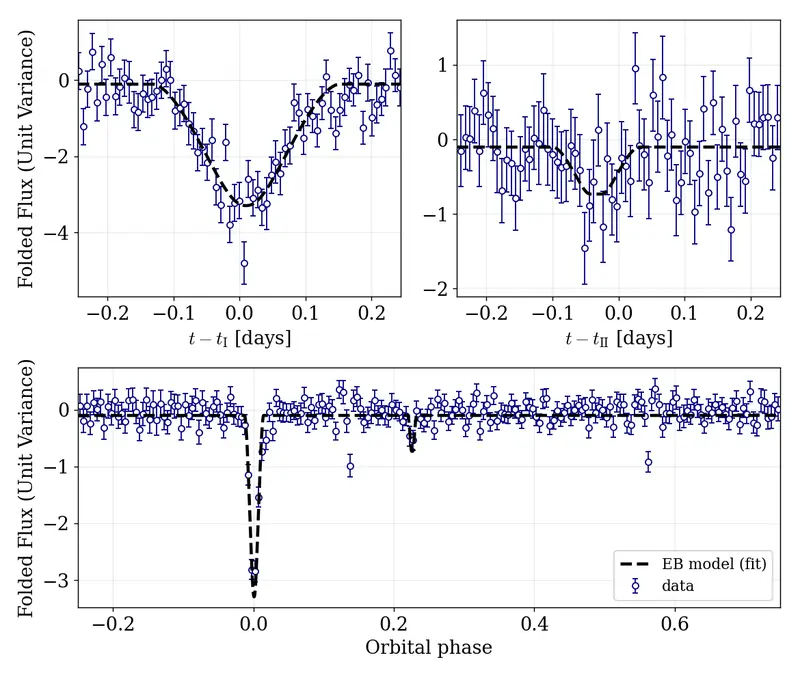 Folded Flux (Unit Variance)
0
−2
−4
−0.2 −0.1 0.0 0.1 0.2
t − t_I [days]
1
0
−1
−2
−0.2 −0.1 0.0 0.1 0.2
t − t_II [days]
Folded Flux (Unit Variance)
0
−1
−2
−3
−0.2 0.0 0.2 0.4 0.6
Orbital phase
EB model (fit)
data